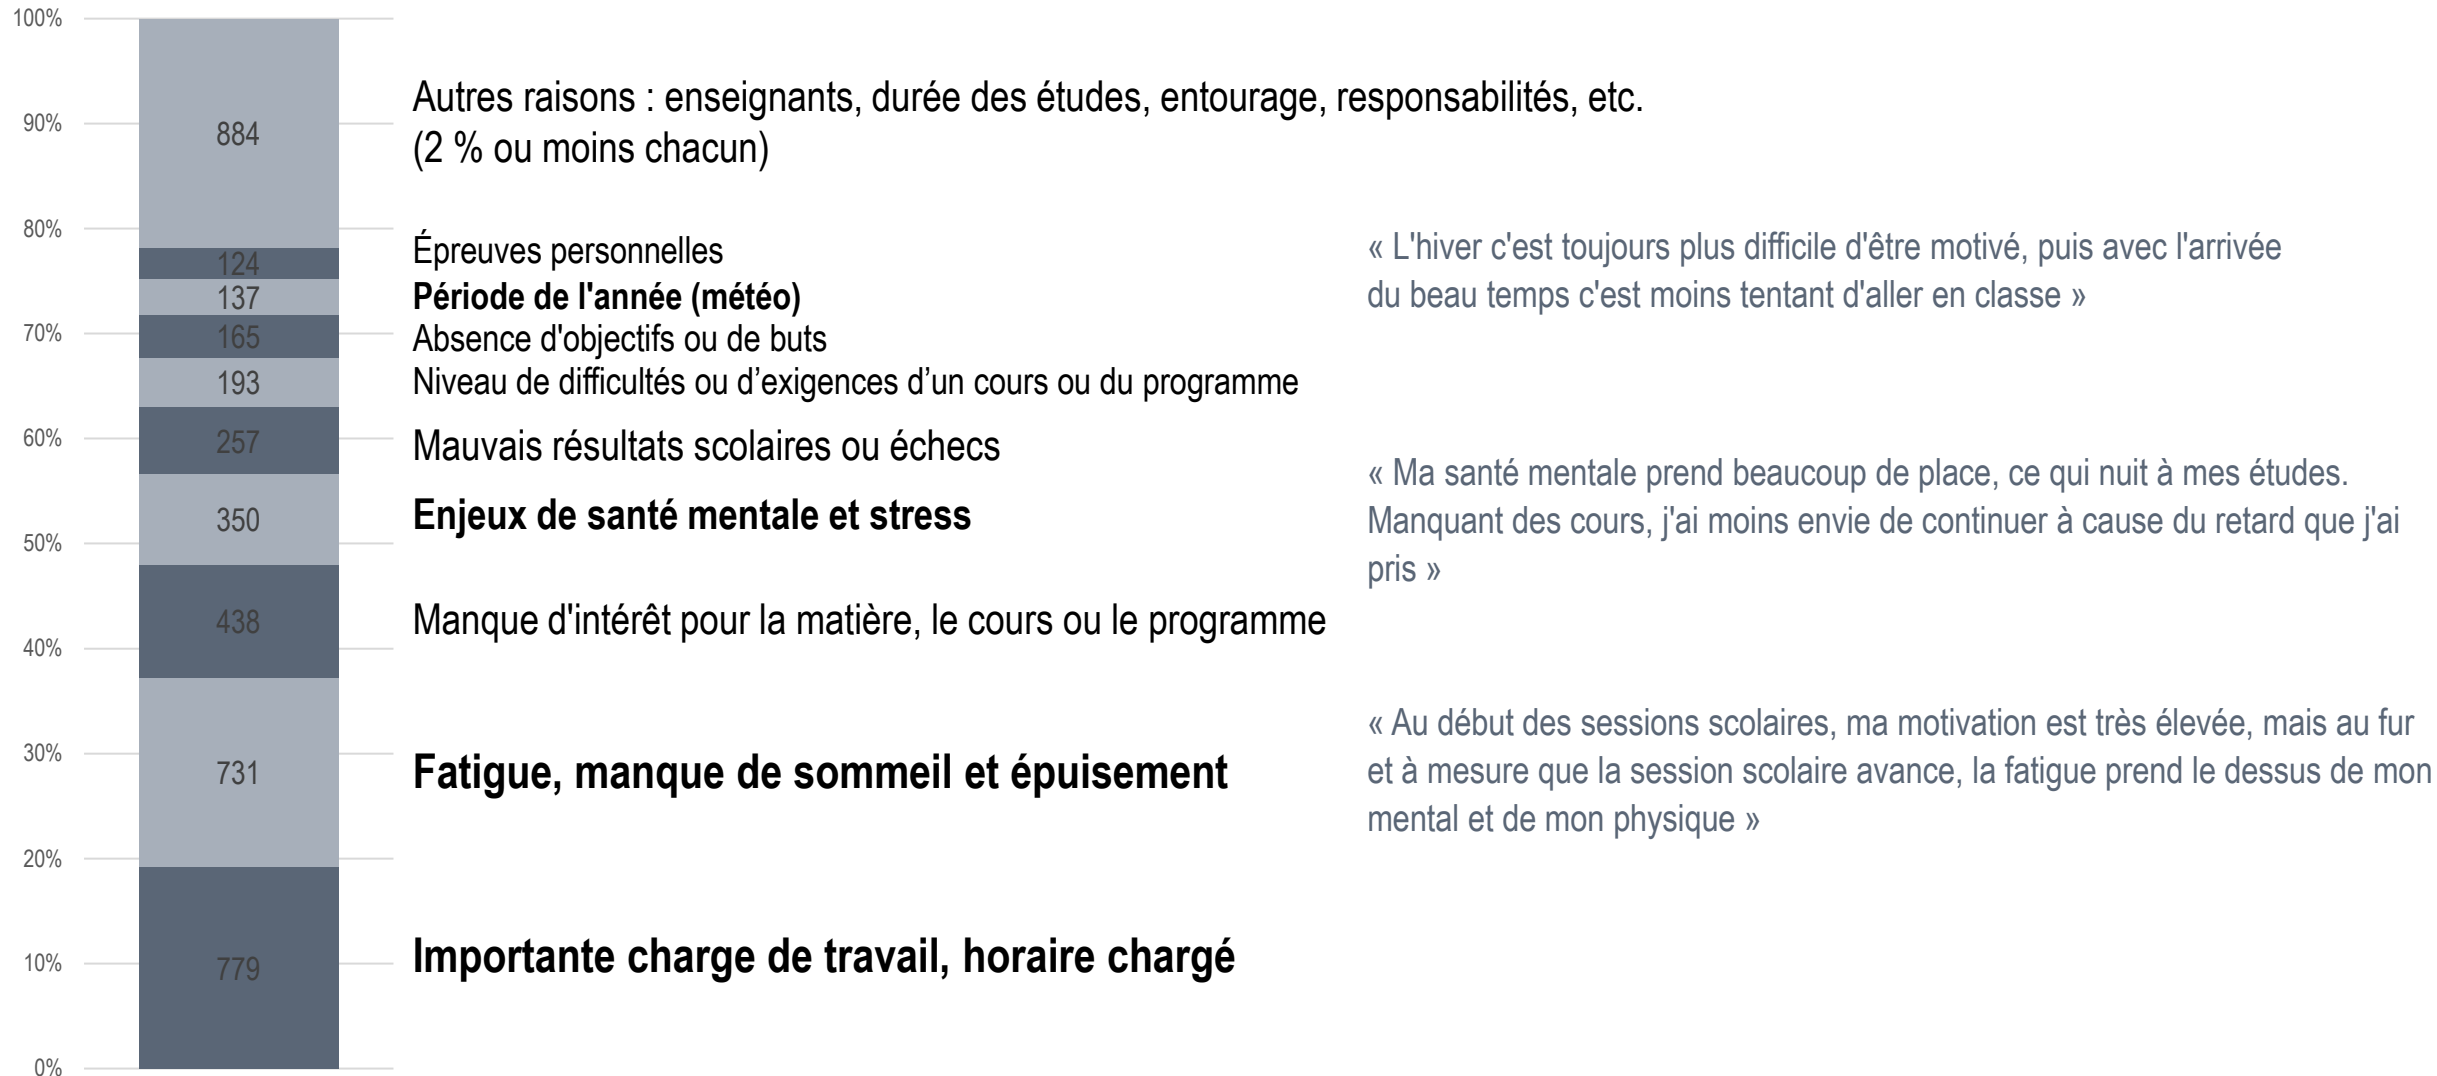 100%
90%
80%
70%
60%
50%
40%
30%
20%
10%
0%
884
124
137
165
193
257
350
438
731
779
Autres raisons : enseignants, durée des études, entourage, responsabilités, etc.
(2 % ou moins chacun)
Épreuves personnelles
Période de l'année (météo)
Absence d'objectifs ou de buts
Niveau de difficultés ou d’exigences d’un cours ou du programme
Mauvais résultats scolaires ou échecs
Enjeux de santé mentale et stress
Manque d'intérêt pour la matière, le cours ou le programme
Fatigue, manque de sommeil et épuisement
Importante charge de travail, horaire chargé
« L'hiver c'est toujours plus difficile d'être motivé, puis avec l'arrivée
du beau temps c'est moins tentant d'aller en classe »
« Ma santé mentale prend beaucoup de place, ce qui nuit à mes études.
Manquant des cours, j'ai moins envie de continuer à cause du retard que j'ai
pris »
« Au début des sessions scolaires, ma motivation est très élevée, mais au fur
et à mesure que la session scolaire avance, la fatigue prend le dessus de mon
mental et de mon physique »